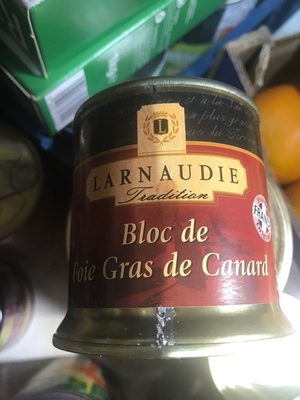 L
LARNAUDIE
Tradition
Bloc de
Foie Gras de Canard